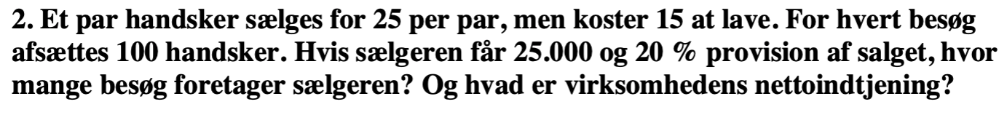 2. Et par handsker sælges for 25 per par, men koster 15 at lave. For hvert besøg
afsættes 100 handsker. Hvis sælgeren får 25.000 og 20 % provision af salget, hvor
mange besøg foretager sælgeren? Og hvad er virksomhedens nettoindtjening?